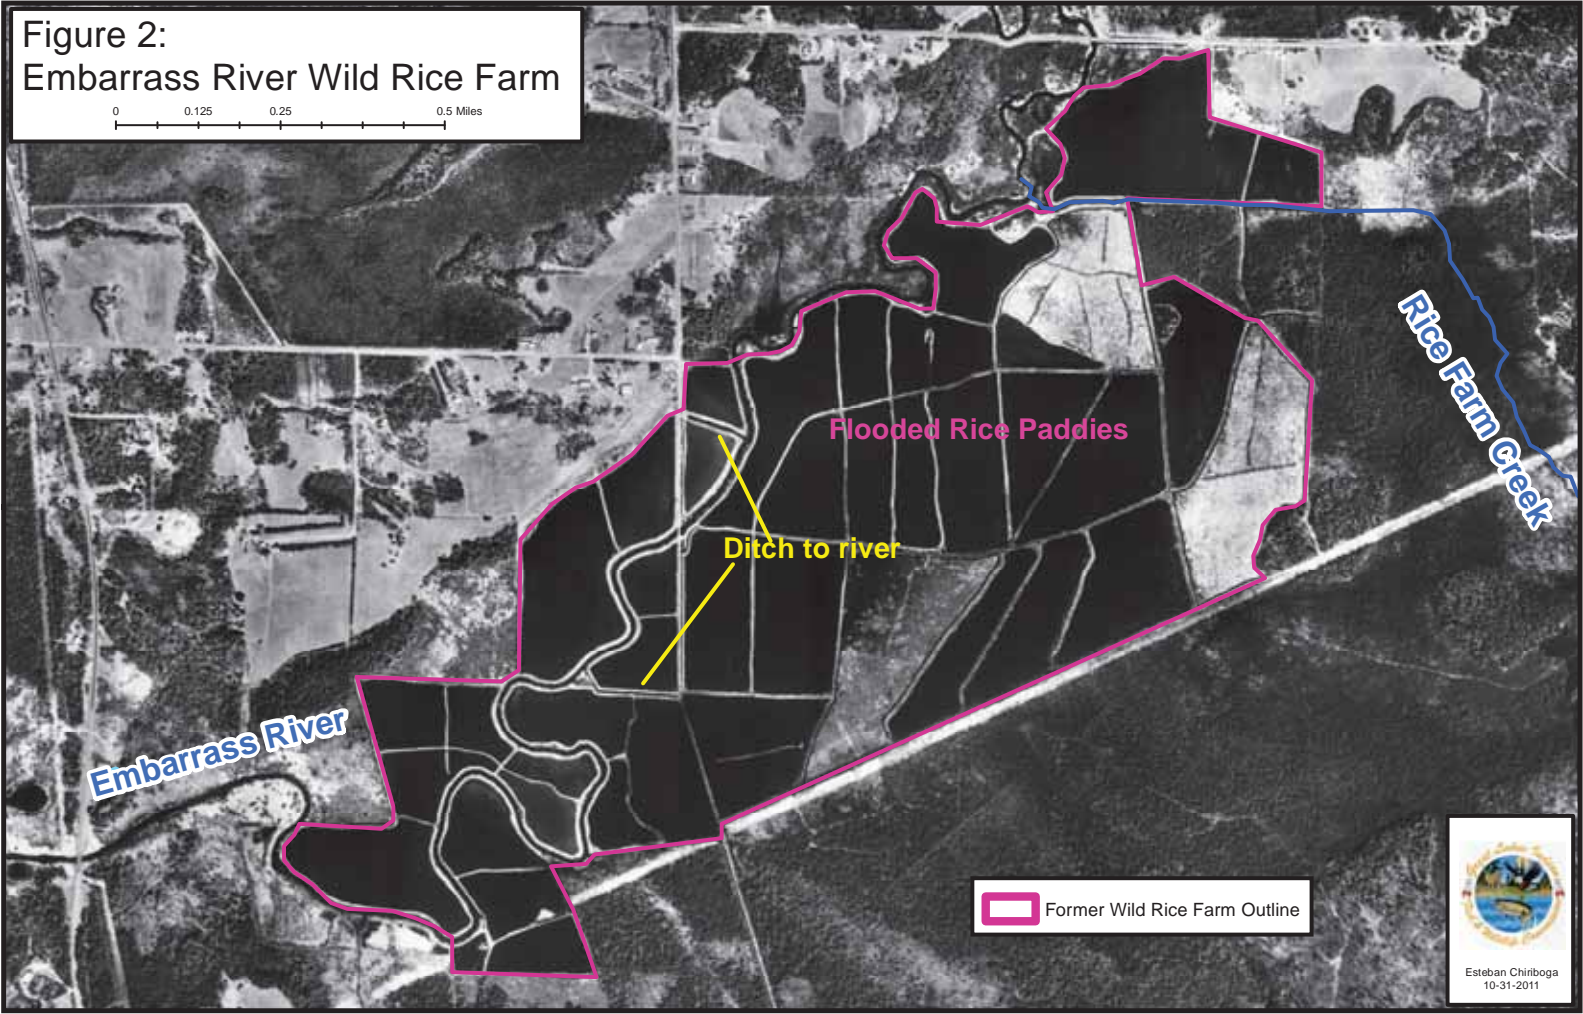 Figure 2:
Embarrass River Wild Rice Farm
0 0.125 0.25 0.5 Miles
Rice Farm Creek
Flooded Rice Paddies
Ditch to river
Embarrass River
Former Wild Rice Farm Outline
Esteban Chiriboga
10-31-2011